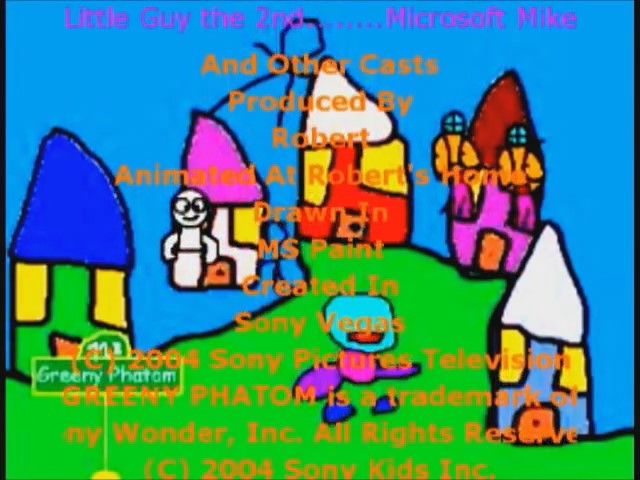 Little Guy the 2nd........Microsoft Mike
And Other Casts
Produced By
Robert
Animated At Robert's Home
Drawn In
MS Paint
Created In
Sony Vegas
(C) 2004 Sony Pictures Television
Greeny Phatom
GREENY PHATOM is a trademark of
ny Wonder, Inc. All Rights Reserve
(C) 2004 Sony Kids Inc.